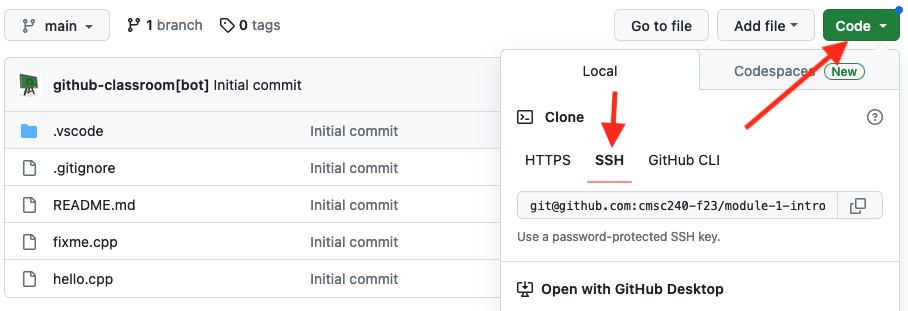 main 1 branch 0 tags Go to file Add file Code
github-classroom[bot] Initial commit
.vscode Initial commit
.gitignore Initial commit
README.md Initial commit
fixme.cpp Initial commit
hello.cpp Initial commit
Local Codespaces New
Clone
HTTPS SSH GitHub CLI
git@github.com:cmsc240-f23/module-1-intro
Use a password-protected SSH key.
Open with GitHub Desktop